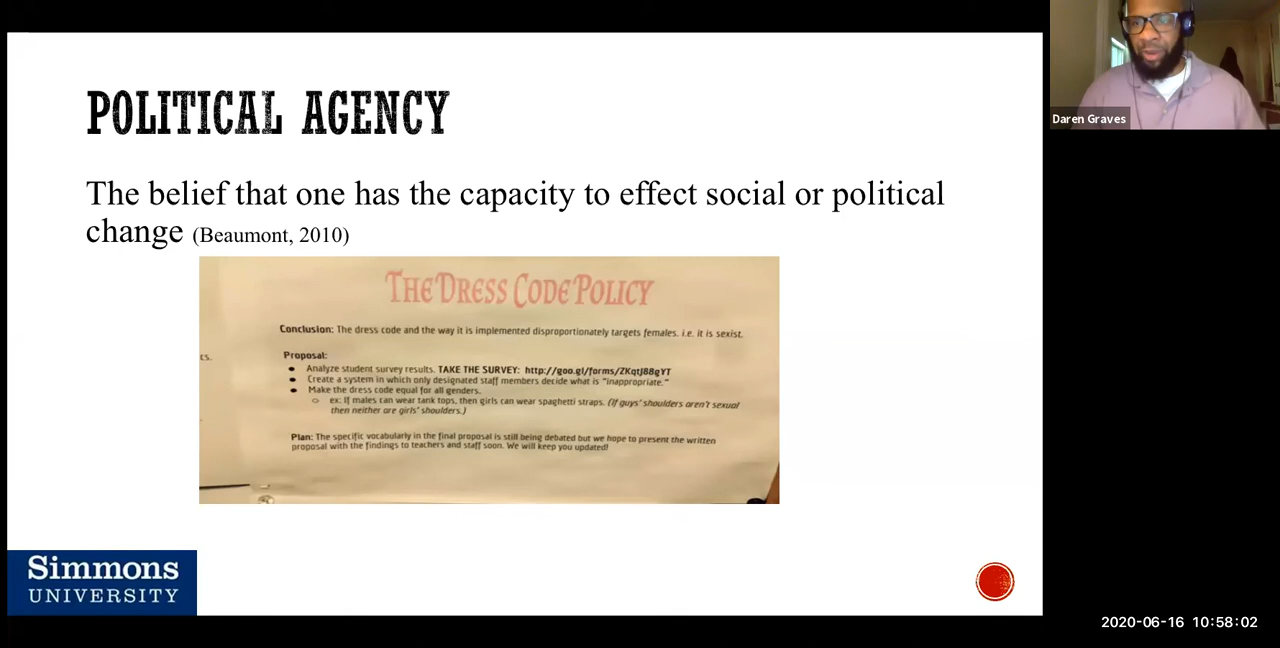 POLITICAL AGENCY
The belief that one has the capacity to effect social or political
change (Beaumont, 2010)
THE DRESS CODE POLICY
Conclusion: The dress code and the way it is implemented disproportionately targets females. i.e. it is sexist.
cs.
Proposal:
● Analyze student survey results. TAKE THE SURVEY: http://goo.gl/forms/ZKqtJ88gYT
● Create a system in which only designated staff members decide what is "inappropriate."
● Make the dress code equal for all genders.
○ ex: If males can wear tank tops, then girls can wear spaghetti straps. (If guys' shoulders aren't sexual
then neither are girls' shoulders.)
Plan: The specific vocabularly in the final proposal is still being debated but we hope to present the written
proposal with the findings to teachers and staff soon. We will keep you updated!
Simmons
UNIVERSITY
Daren Graves
2020-06-16 10:58:02